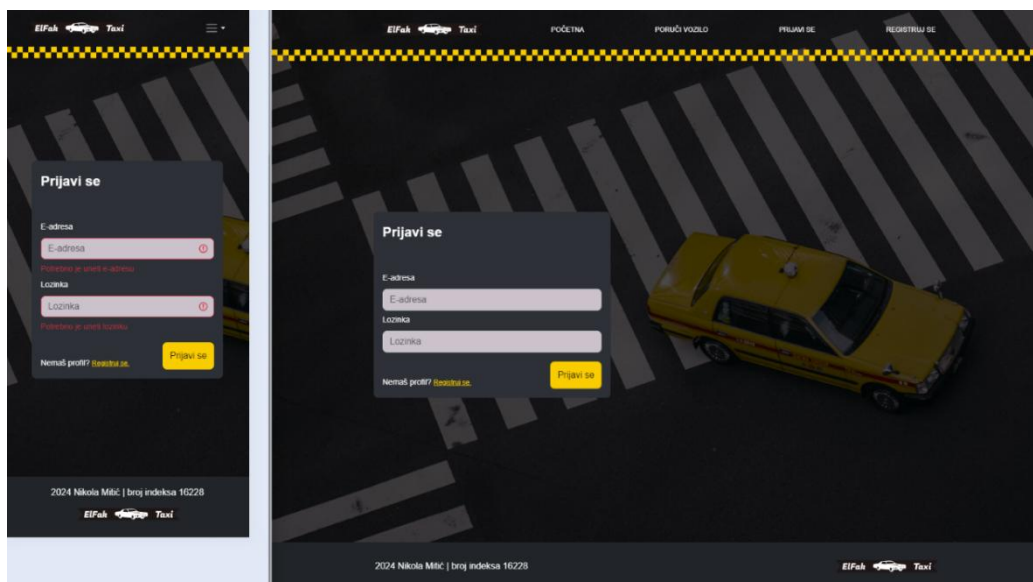 ElFak Taxi
Prijavi se
E-adresa
E-adresa
Potrebno je uneti e-adresu
Lozinka
Lozinka
Potrebno je uneti lozinku
Nemaš profil? Registruj se.
Prijavi se
2024 Nikola Mitić | broj indeksa 16228
ElFak Taxi
ElFak Taxi POČETNA PORUČI VOZILO PRIJAVI SE REGISTRUJ SE
Prijavi se
E-adresa
E-adresa
Lozinka
Lozinka
Nemaš profil? Registruj se.
Prijavi se
2024 Nikola Mitić | broj indeksa 16228
ElFak Taxi